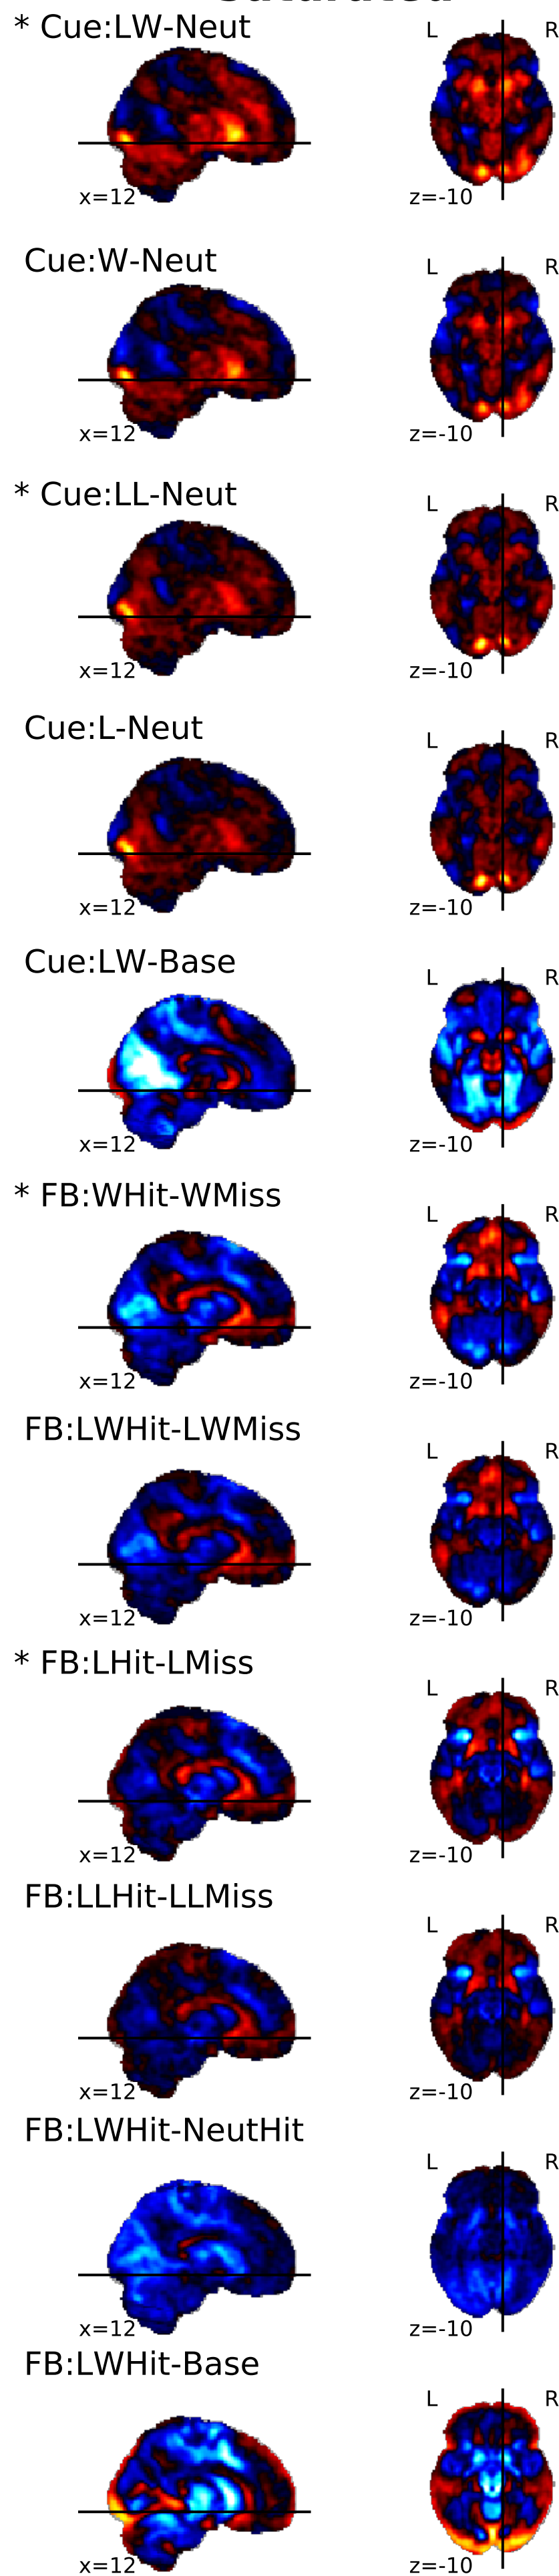 * Cue:LW-Neut
L R
x=12 z=-10
Cue:W-Neut
L R
x=12 z=-10
* Cue:LL-Neut
L R
x=12 z=-10
Cue:L-Neut
L R
x=12 z=-10
Cue:LW-Base
L R
x=12 z=-10
* FB:WHit-WMiss
L R
x=12 z=-10
FB:LWHit-LWMiss
L R
x=12 z=-10
* FB:LHit-LMiss
L R
x=12 z=-10
FB:LLHit-LLMiss
L R
x=12 z=-10
FB:LWHit-NeutHit
L R
x=12 z=-10
FB:LWHit-Base
L R
x=12 z=-10